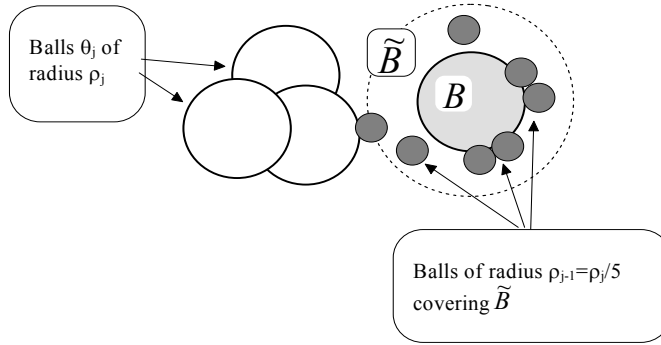 Balls θj of
radius ρj
B̃
B
Balls of radius ρj-1=ρj/5
covering B̃